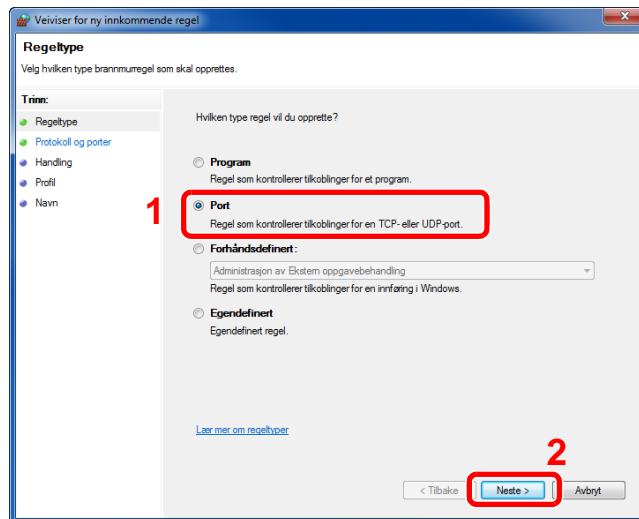 Veiviser for ny innkommende regel
Regeltype
Velg hvilken type brannmurregel som skal opprettes.
Trinn:
Regeltype
Protokoll og porter
Handling
Profil
Navn
Hvilken type regel vil du opprette?
Program
Regel som kontrollerer tilkoblinger for et program.
1
Port
Regel som kontrollerer tilkoblinger for en TCP- eller UDP-port.
Forhåndsdefinert:
Administrasjon av Ekstern oppgavebehandling
Regel som kontrollerer tilkoblinger for en innføring i Windows.
Egendefinert
Egendefinert regel.
Lær mer om regeltyper
2
< Tilbake
Neste >
Avbryt